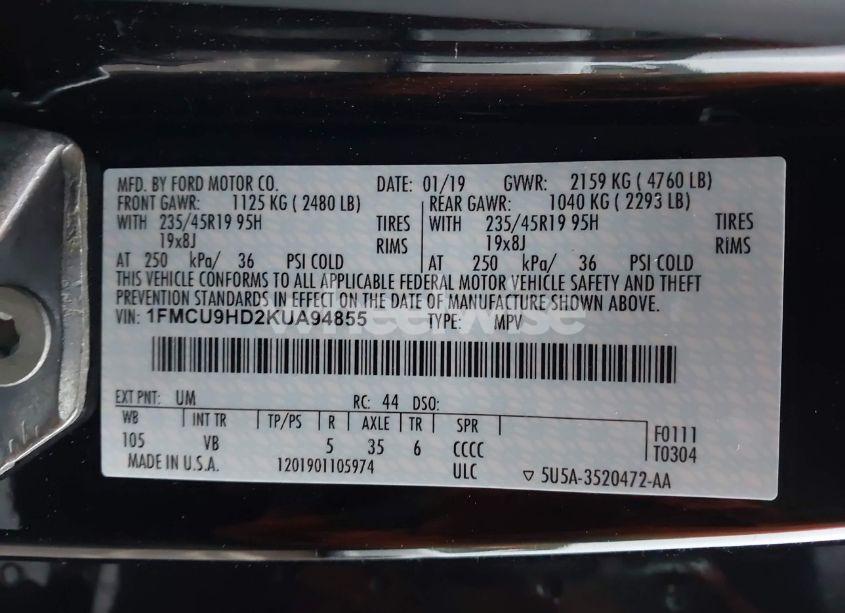 MFD. BY FORD MOTOR CO. DATE: 01/19 GVWR: 2159 KG ( 4760 LB)
FRONT GAWR: 1125 KG ( 2480 LB) REAR GAWR: 1040 KG ( 2293 LB)
WITH 235/45R19 95H TIRES WITH 235/45R19 95H TIRES
19x8J RIMS 19x8J RIMS
AT 250 kPa/ 36 PSI COLD AT 250 kPa/ 36 PSI COLD
THIS VEHICLE CONFORMS TO ALL APPLICABLE FEDERAL MOTOR VEHICLE SAFETY AND THEFT
PREVENTION STANDARDS IN EFFECT ON THE DATE OF MANUFACTURE SHOWN ABOVE.
VIN: 1FMCU9HD2KUA94855 TYPE: MPV
wheelwise
EXT PNT: UM RC: 44 DSO:
WB INT TR TP/PS R AXLE TR SPR
105 VB 5 35 6 CCCC
F0111
T0304
MADE IN U.S.A. 1201901105974 ULC ▽ 5U5A-3520472-AA